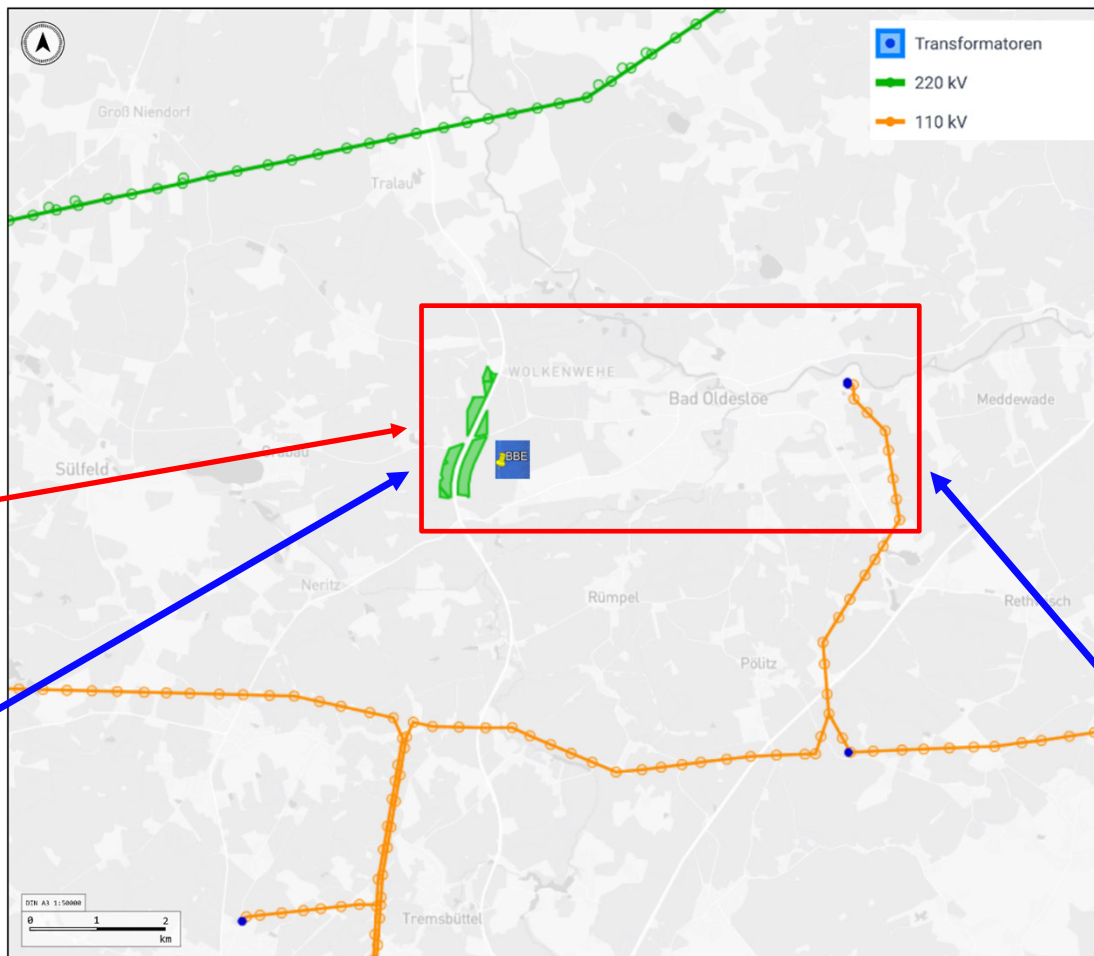 Transformatoren
220 kV
110 kV
Groß Niendorf
Tralau
WOLKENWEHE
Bad Oldesloe
Meddewade
Sülfeld
BBE
Neritz
Rümpel
Pölitz
Tremsbüttel
DIN A3 1:50000
0 1 2
km